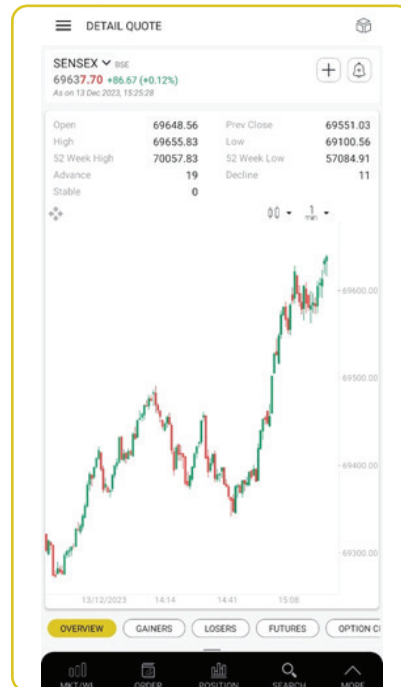 DETAIL QUOTE
SENSEX BSE
69637.70 +86.67 (+0.12%)
As on 13 Dec 2023, 15:25:28
Open 69648.56 Prev Close 69551.03
High 69655.83 Low 69100.56
52 Week High 70057.83 52 Week Low 57084.91
Advance 19 Decline 11
Stable 0
1 min
69600.00
69500.00
69400.00
69300.00
13/12/2023 14:14 14:41 15:08
OVERVIEW GAINERS LOSERS FUTURES OPTION
MKT/WL ORDER POSITION SEARCH MORE